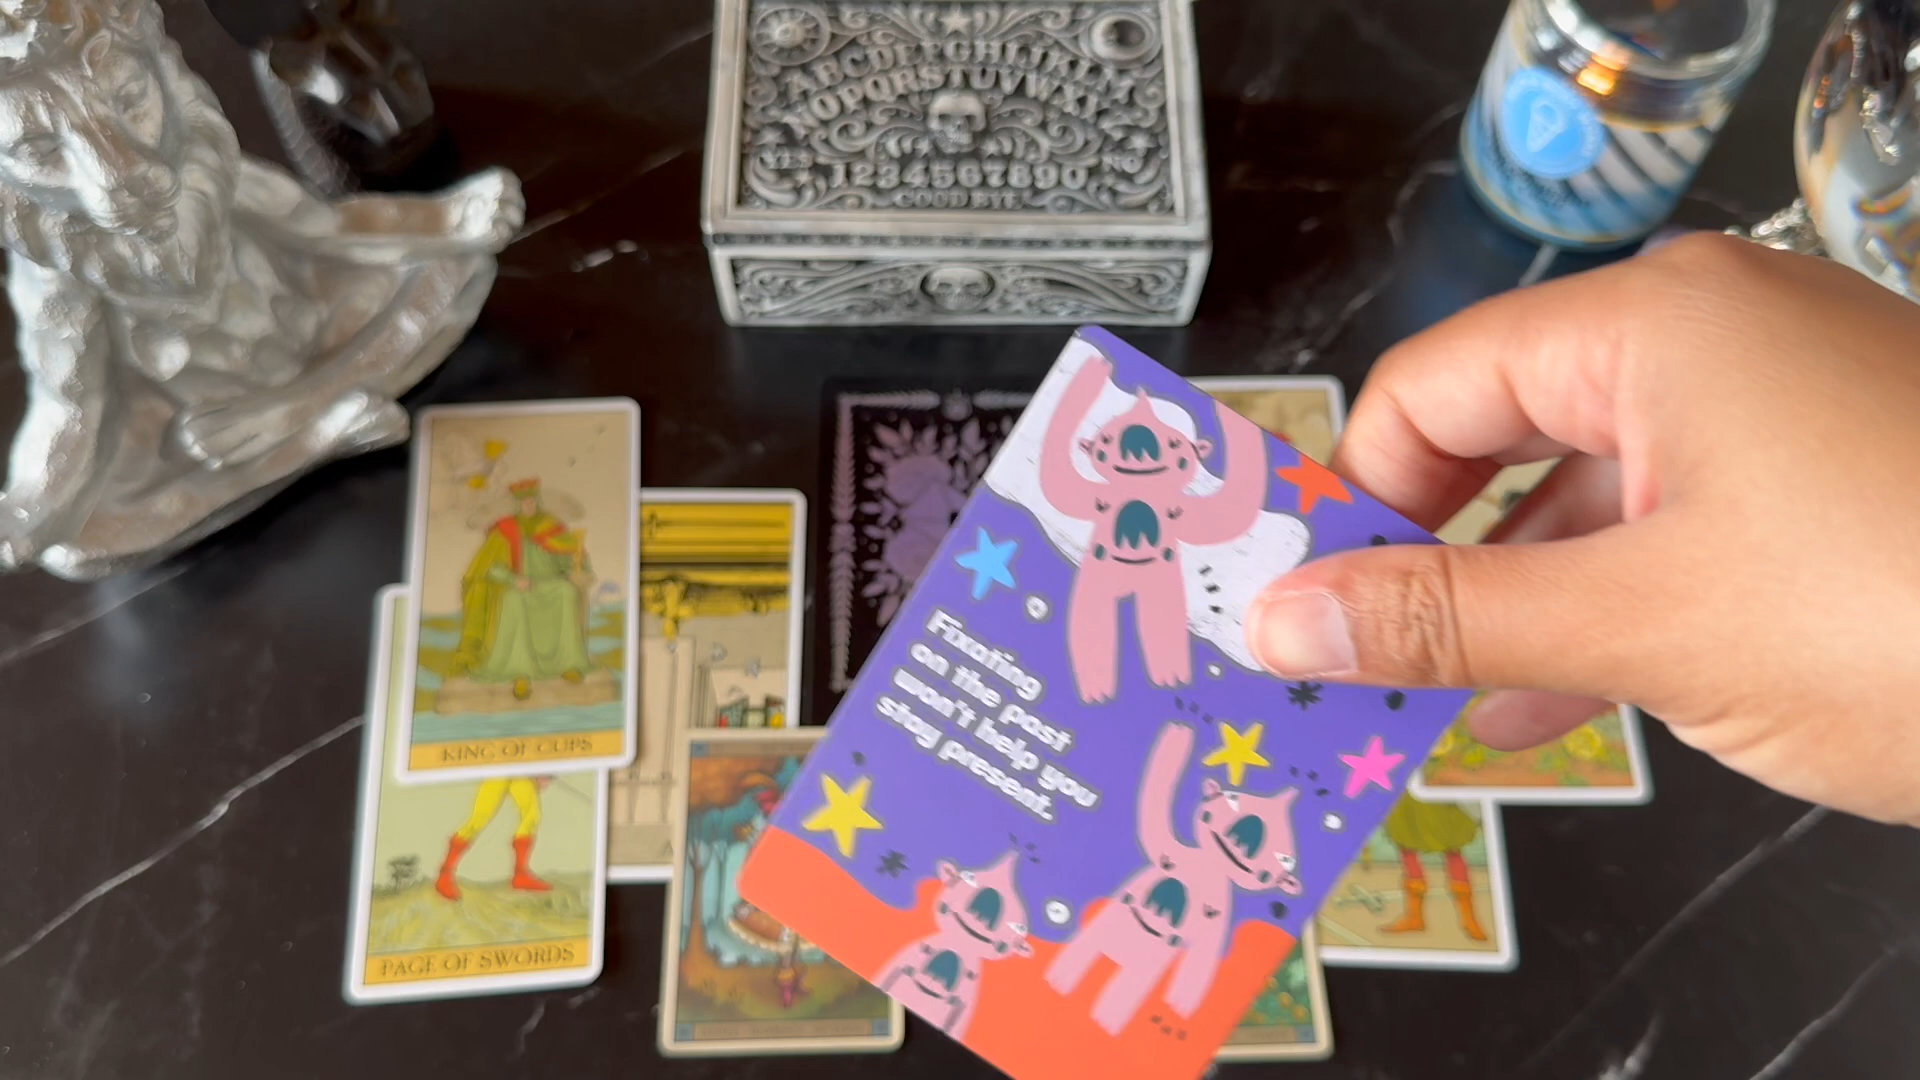 ABCDEFGHIJKLM
NOPQRSTUVWXYZ
YES NO
1234567890
GOOD BYE
KING OF CUPS
PAGE OF SWORDS
Fixating
on the past
won't help you
stay present.